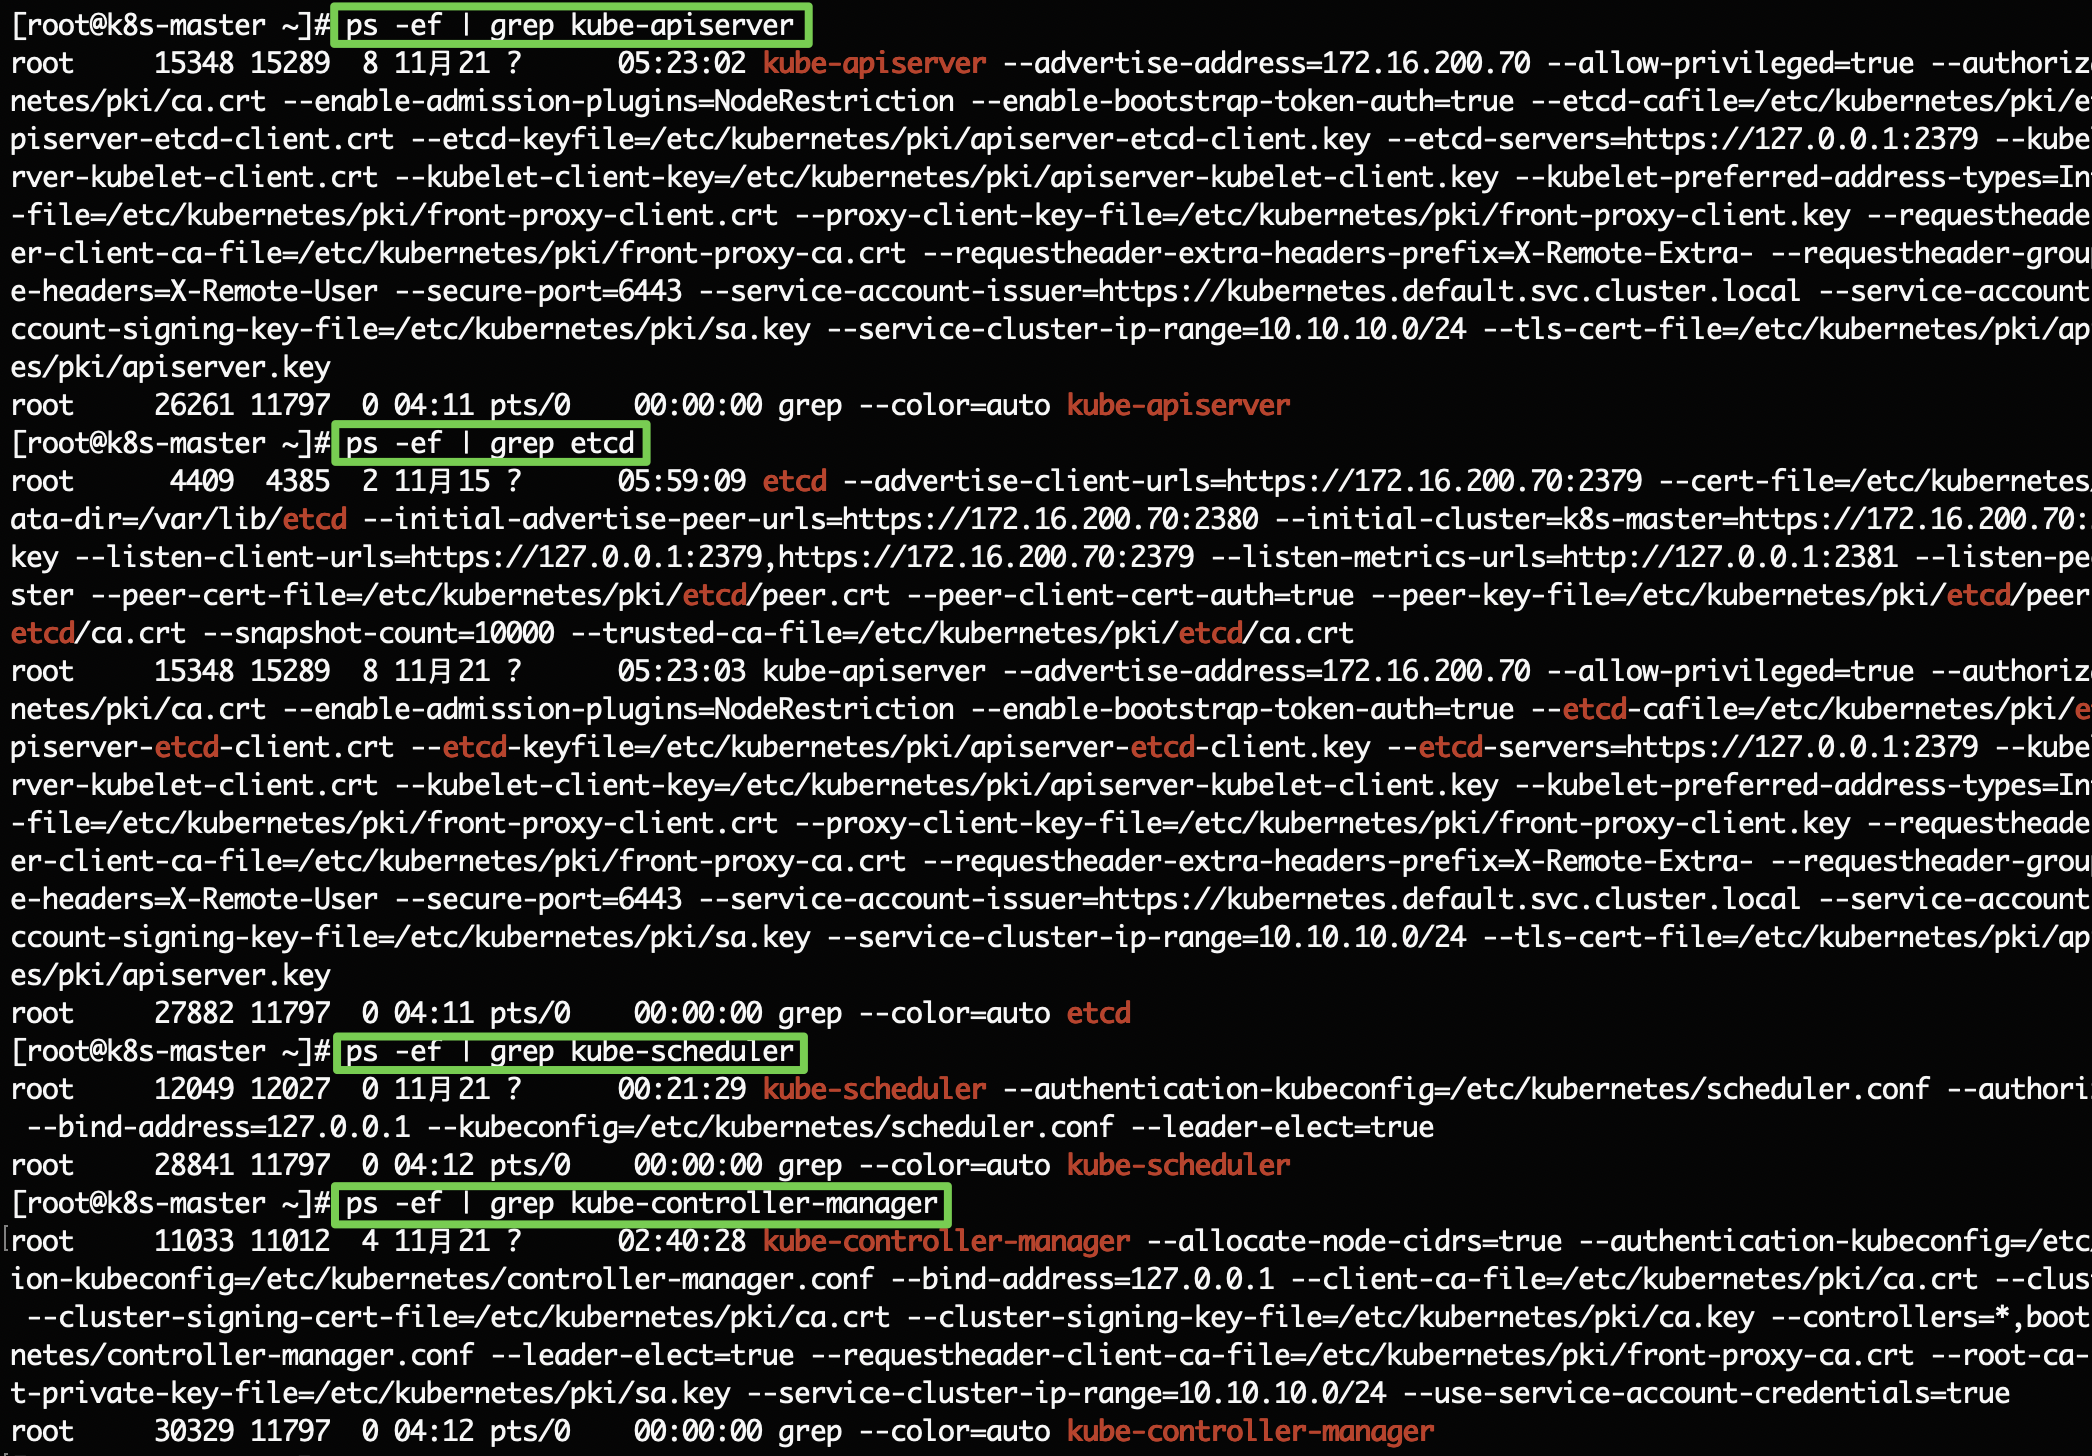 [root@k8s-master ~]# ps -ef | grep kube-apiserver
root     15348 15289  8 11月21 ?      05:23:02 kube-apiserver --advertise-address=172.16.200.70 --allow-privileged=true --authoriz
netes/pki/ca.crt --enable-admission-plugins=NodeRestriction --enable-bootstrap-token-auth=true --etcd-cafile=/etc/kubernetes/pki/e
piserver-etcd-client.crt --etcd-keyfile=/etc/kubernetes/pki/apiserver-etcd-client.key --etcd-servers=https://127.0.0.1:2379 --kube
rver-kubelet-client.crt --kubelet-client-key=/etc/kubernetes/pki/apiserver-kubelet-client.key --kubelet-preferred-address-types=In
-file=/etc/kubernetes/pki/front-proxy-client.crt --proxy-client-key-file=/etc/kubernetes/pki/front-proxy-client.key --requestheade
er-client-ca-file=/etc/kubernetes/pki/front-proxy-ca.crt --requestheader-extra-headers-prefix=X-Remote-Extra- --requestheader-grou
e-headers=X-Remote-User --secure-port=6443 --service-account-issuer=https://kubernetes.default.svc.cluster.local --service-account
ccount-signing-key-file=/etc/kubernetes/pki/sa.key --service-cluster-ip-range=10.10.10.0/24 --tls-cert-file=/etc/kubernetes/pki/ap
es/pki/apiserver.key
root     26261 11797  0 04:11 pts/0    00:00:00 grep --color=auto kube-apiserver
[root@k8s-master ~]# ps -ef | grep etcd
root      4409  4385  2 11月15 ?      05:59:09 etcd --advertise-client-urls=https://172.16.200.70:2379 --cert-file=/etc/kubernetes/
ata-dir=/var/lib/etcd --initial-advertise-peer-urls=https://172.16.200.70:2380 --initial-cluster=k8s-master=https://172.16.200.70:
key --listen-client-urls=https://127.0.0.1:2379,https://172.16.200.70:2379 --listen-metrics-urls=http://127.0.0.1:2381 --listen-pe
ster --peer-cert-file=/etc/kubernetes/pki/etcd/peer.crt --peer-client-cert-auth=true --peer-key-file=/etc/kubernetes/pki/etcd/peer
etcd/ca.crt --snapshot-count=10000 --trusted-ca-file=/etc/kubernetes/pki/etcd/ca.crt
root     15348 15289  8 11月21 ?      05:23:03 kube-apiserver --advertise-address=172.16.200.70 --allow-privileged=true --authoriz
netes/pki/ca.crt --enable-admission-plugins=NodeRestriction --enable-bootstrap-token-auth=true --etcd-cafile=/etc/kubernetes/pki/e
piserver-etcd-client.crt --etcd-keyfile=/etc/kubernetes/pki/apiserver-etcd-client.key --etcd-servers=https://127.0.0.1:2379 --kube
rver-kubelet-client.crt --kubelet-client-key=/etc/kubernetes/pki/apiserver-kubelet-client.key --kubelet-preferred-address-types=In
-file=/etc/kubernetes/pki/front-proxy-client.crt --proxy-client-key-file=/etc/kubernetes/pki/front-proxy-client.key --requestheade
er-client-ca-file=/etc/kubernetes/pki/front-proxy-ca.crt --requestheader-extra-headers-prefix=X-Remote-Extra- --requestheader-grou
e-headers=X-Remote-User --secure-port=6443 --service-account-issuer=https://kubernetes.default.svc.cluster.local --service-account
ccount-signing-key-file=/etc/kubernetes/pki/sa.key --service-cluster-ip-range=10.10.10.0/24 --tls-cert-file=/etc/kubernetes/pki/ap
es/pki/apiserver.key
root     27882 11797  0 04:11 pts/0    00:00:00 grep --color=auto etcd
[root@k8s-master ~]# ps -ef | grep kube-scheduler
root     12049 12027  0 11月21 ?      00:21:29 kube-scheduler --authentication-kubeconfig=/etc/kubernetes/scheduler.conf --authori
 --bind-address=127.0.0.1 --kubeconfig=/etc/kubernetes/scheduler.conf --leader-elect=true
root     28841 11797  0 04:12 pts/0    00:00:00 grep --color=auto kube-scheduler
[root@k8s-master ~]# ps -ef | grep kube-controller-manager
root     11033 11012  4 11月21 ?      02:40:28 kube-controller-manager --allocate-node-cidrs=true --authentication-kubeconfig=/etc
ion-kubeconfig=/etc/kubernetes/controller-manager.conf --bind-address=127.0.0.1 --client-ca-file=/etc/kubernetes/pki/ca.crt --clus
 --cluster-signing-cert-file=/etc/kubernetes/pki/ca.crt --cluster-signing-key-file=/etc/kubernetes/pki/ca.key --controllers=*,boot
netes/controller-manager.conf --leader-elect=true --requestheader-client-ca-file=/etc/kubernetes/pki/front-proxy-ca.crt --root-ca-
t-private-key-file=/etc/kubernetes/pki/sa.key --service-cluster-ip-range=10.10.10.0/24 --use-service-account-credentials=true
root     30329 11797  0 04:12 pts/0    00:00:00 grep --color=auto kube-controller-manager